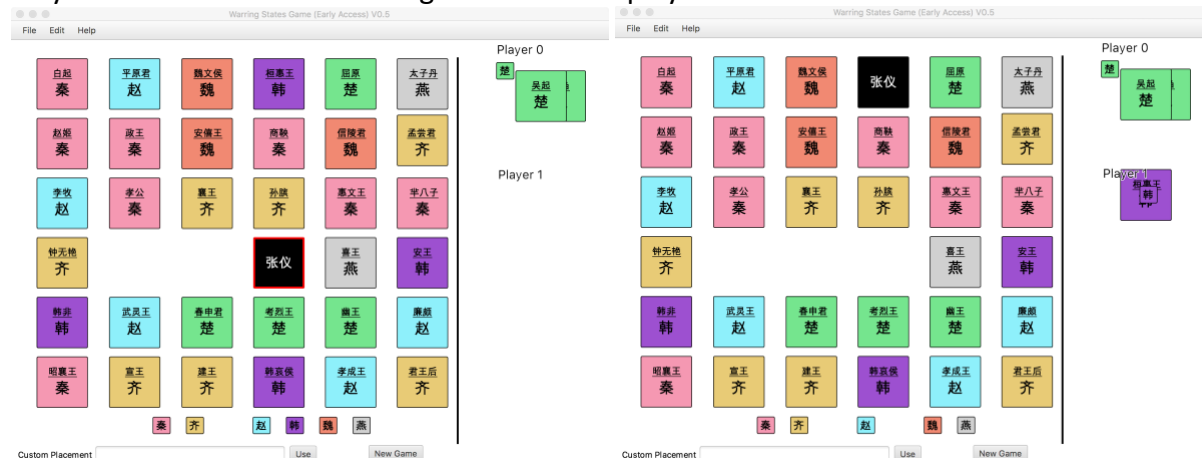 Warring States Game (Early Access) V0.5
File Edit Help
Player 0
楚
吴起
楚
白起 平原君 魏文侯 桓惠王 屈原 太子丹
秦 赵 魏 韩 楚 燕
赵姬 政王 安僖王 商鞅 信陵君 孟尝君
秦 秦 魏 秦 魏 齐
Player 1
李牧 孝公 襄王 孙膑 惠文王 芈八子
赵 秦 齐 齐 秦 秦
钟无艳 张仪 喜王 安王
齐 燕 韩
韩非 武灵王 春申君 考烈王 幽王 廉颇
韩 赵 楚 楚 楚 赵
昭襄王 宣王 建王 韩哀侯 孝成王 君王后
秦 齐 齐 韩 赵 齐
秦 齐 赵 韩 魏 燕
Custom Placement Use New Game
Warring States Game (Early Access) V0.5
File Edit Help
Player 0
楚
吴起
楚
白起 平原君 魏文侯 张仪 屈原 太子丹
秦 赵 魏 楚 燕
赵姬 政王 安僖王 商鞅 信陵君 孟尝君
秦 秦 魏 秦 魏 齐
Player 1
桓惠王
韩
李牧 孝公 襄王 孙膑 惠文王 芈八子
赵 秦 齐 齐 秦 秦
钟无艳 喜王 安王
齐 燕 韩
韩非 武灵王 春申君 考烈王 幽王 廉颇
韩 赵 楚 楚 楚 赵
昭襄王 宣王 建王 韩哀侯 孝成王 君王后
秦 齐 齐 韩 赵 齐
秦 齐 赵 魏 燕
Custom Placement Use New Game